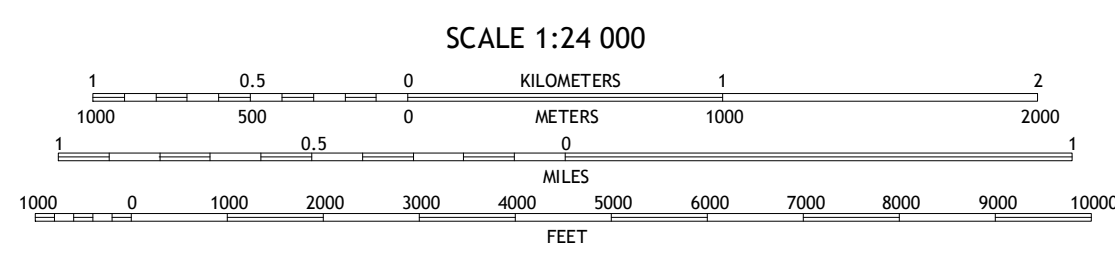 SCALE 1:24 000
1 0.5 0 KILOMETERS 1 2
1000 500 0 METERS 1000 2000
1 0.5 0 1
MILES
1000 0 1000 2000 3000 4000 5000 6000 7000 8000 9000 10000
FEET